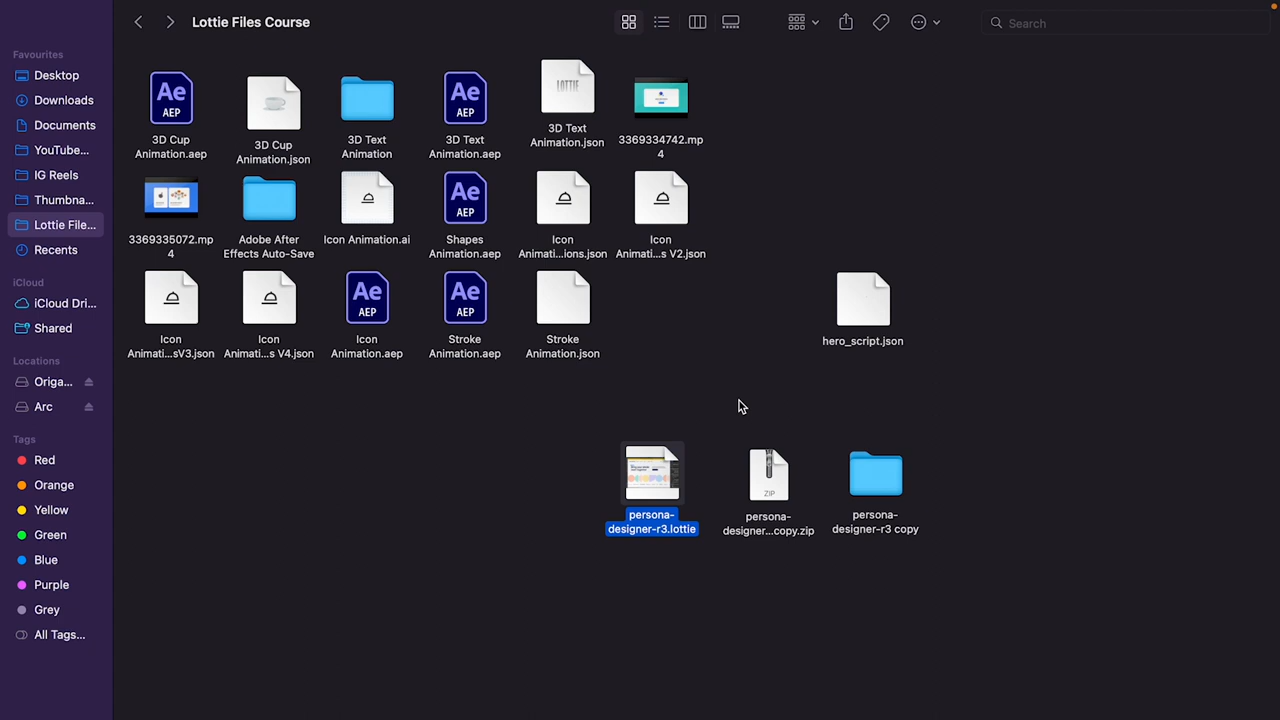 Lottie Files Course
Search
Favourites
Desktop
Downloads
Documents
YouTube...
IG Reels
Thumbna...
Lottie File...
Recents
iCloud
iCloud Dri...
Shared
Locations
Origa...
Arc
Tags
Red
Orange
Yellow
Green
Blue
Purple
Grey
All Tags...
Ae
AEP
3D Cup
Animation.aep
3D Cup
Animation.json
3D Text
Animation
Ae
AEP
3D Text
Animation.aep
LOTTIE
3D Text
Animation.json
3369334742.mp
4
3369335072.mp
4
Adobe After
Effects Auto-Save
Icon Animation.ai
Ae
AEP
Shapes
Animation.aep
Icon
Animati...ions.json
Icon
Animati...s V2.json
Icon
Animati...sV3.json
Icon
Animati...s V4.json
Ae
AEP
Icon
Animation.aep
Ae
AEP
Stroke
Animation.aep
Stroke
Animation.json
hero_script.json
persona-
designer-r3.lottie
ZIP
persona-
designer...copy.zip
persona-
designer-r3 copy